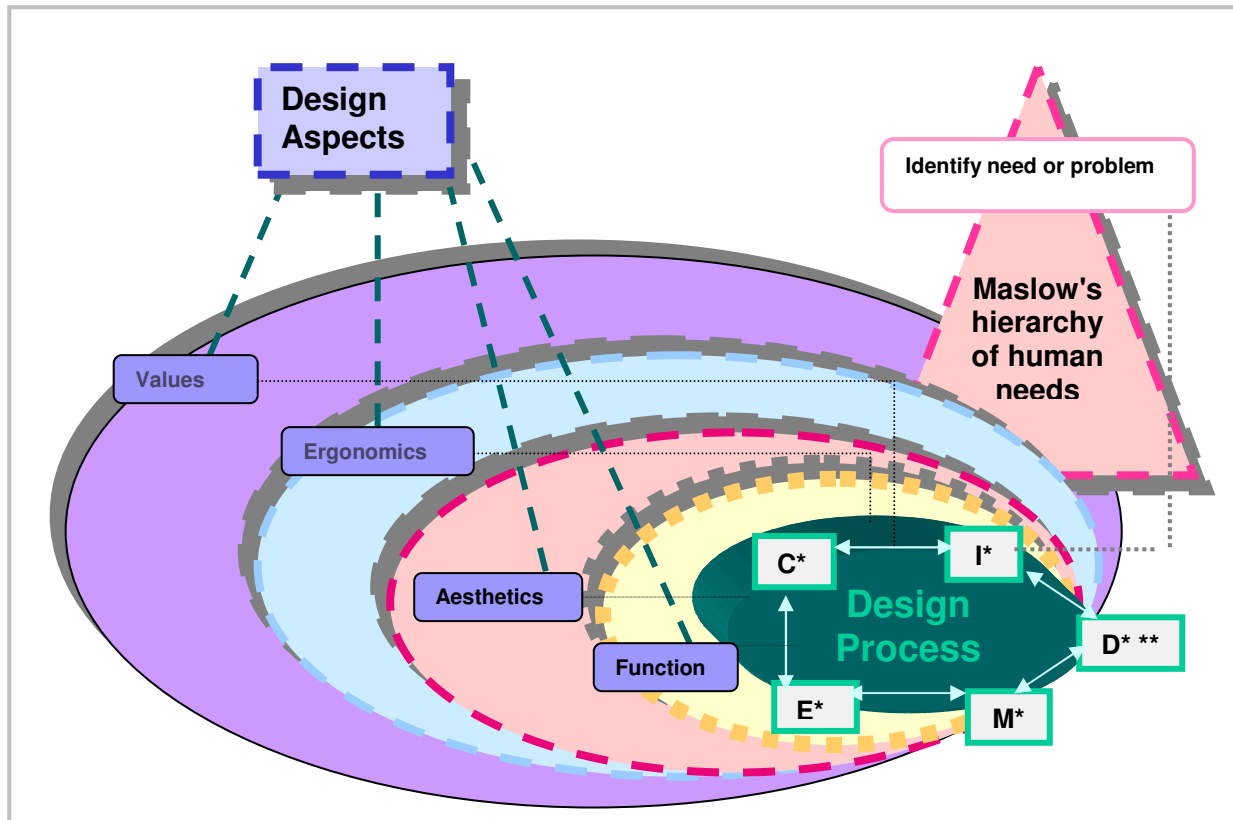 Design
Aspects
Identify need or problem
Maslow's
hierarchy
of human
needs
Values
Ergonomics
C*
I*
Aesthetics
Design
Process
D* **
Function
E*
M*